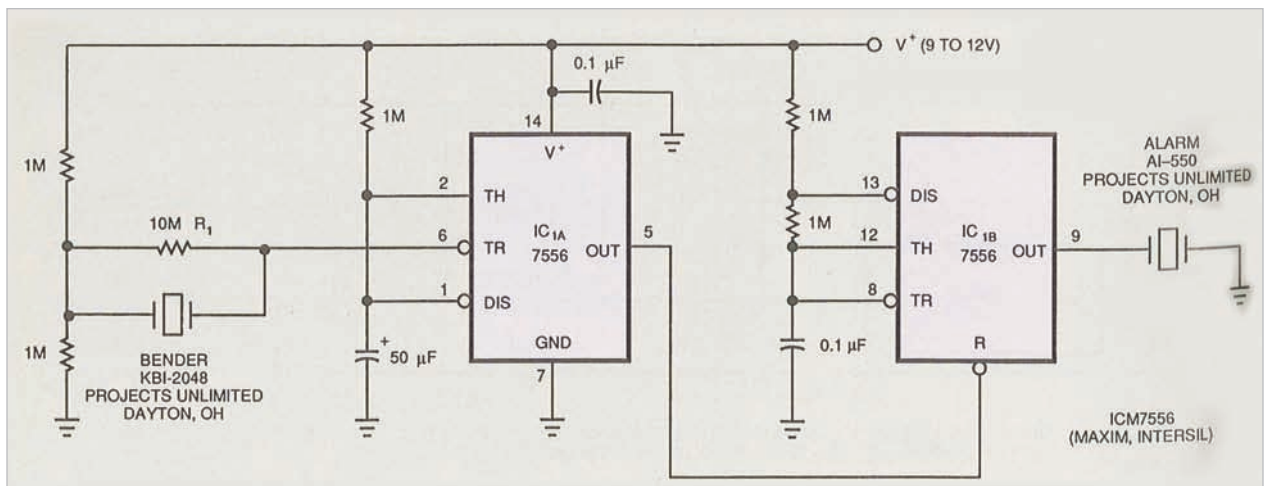 V+ (9 TO 12V)
0.1 µF
1M
1M
14
V+
1M
ALARM
AI–550
PROJECTS UNLIMITED
DAYTON, OH
2
TH
13
DIS
10M R1
1M
6
TR
IC1A
7556
OUT
5
12
TH
IC1B
7556
OUT
9
1
DIS
8
TR
1M
BENDER
KBI-2048
PROJECTS UNLIMITED
DAYTON, OH
+
50 µF
GND
7
0.1 µF
R
ICM7556
(MAXIM, INTERSIL)